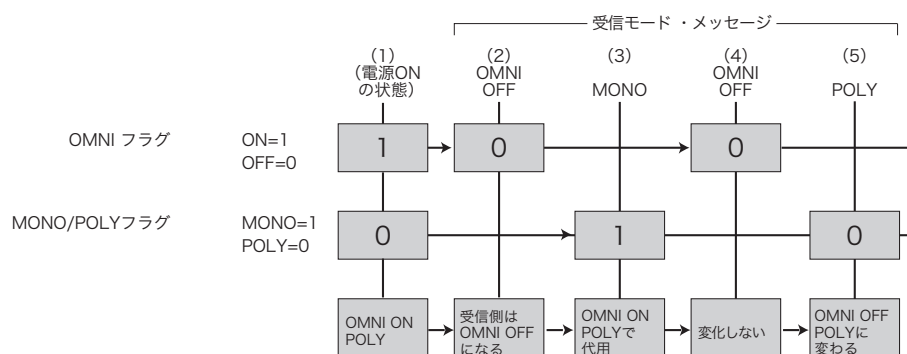 受信モード・メッセージ
(1)
(電源ON
の状態)
(2)
OMNI
OFF
(3)
MONO
(4)
OMNI
OFF
(5)
POLY
OMNI フラグ
ON=1
OFF=0
1
0
0
MONO/POLYフラグ
MONO=1
POLY=0
0
1
0
OMNI ON
POLY
受信側は
OMNI OFF
になる
OMNI ON
POLYで
代用
変化しない
OMNI OFF
POLYに
変わる